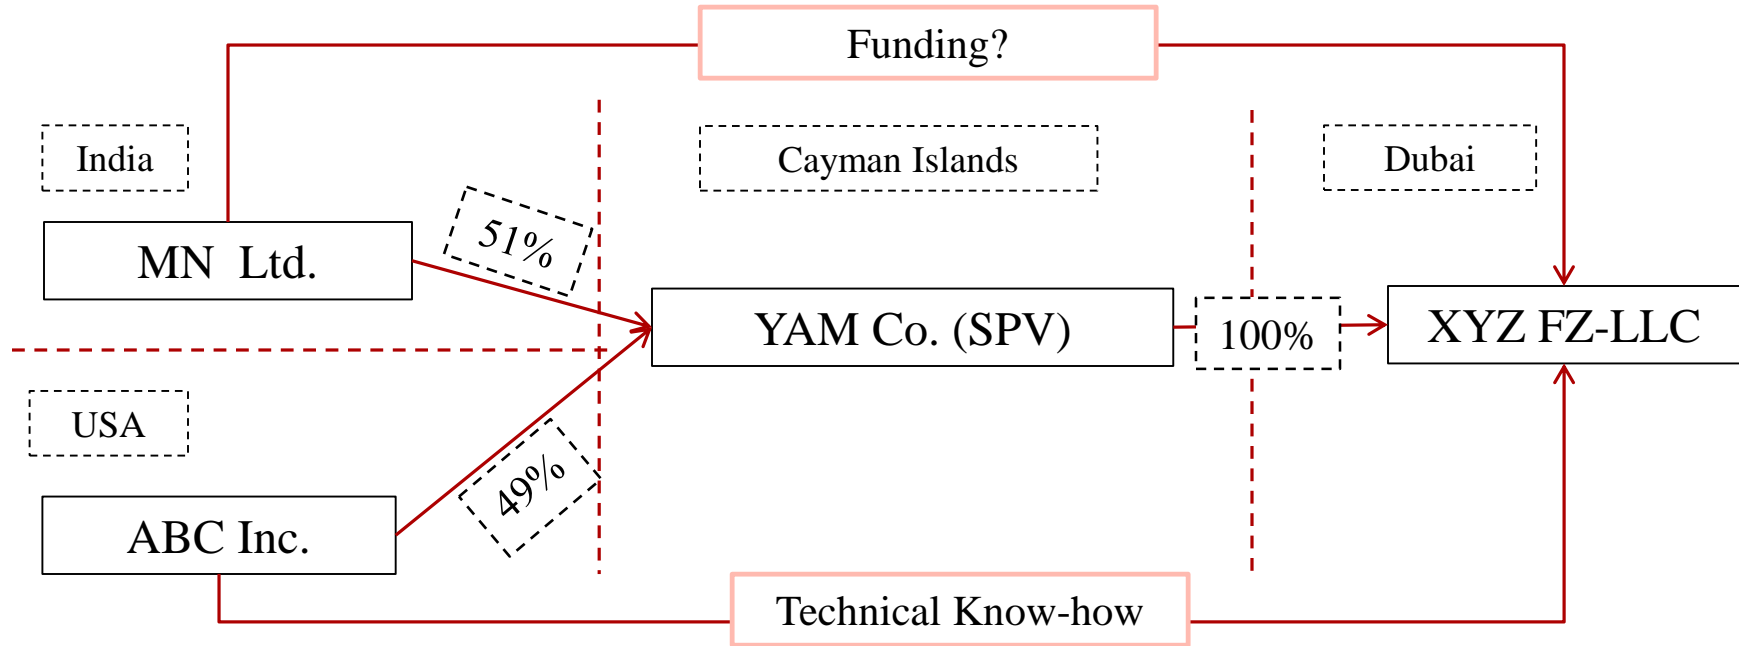 Funding?
India
Cayman Islands
Dubai
51%
MN Ltd.
YAM Co. (SPV)
100%
XYZ FZ-LLC
USA
49%
ABC Inc.
Technical Know-how